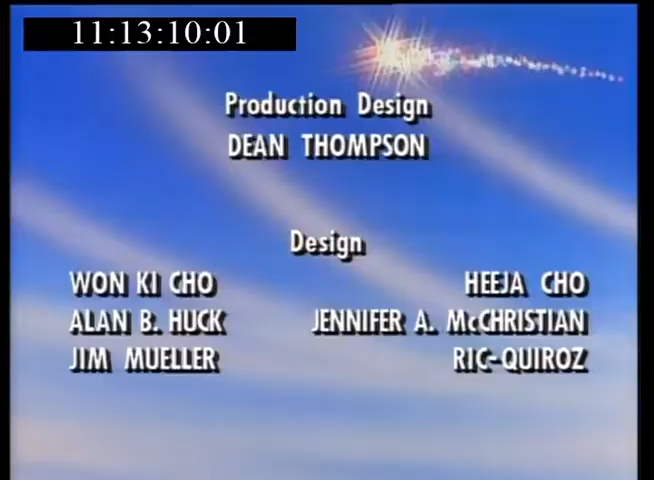 11:13:10:01
Production Design
DEAN THOMPSON
Design
WON KI CHO
HEEJA CHO
ALAN B. HUCK
JENNIFER A. McCHRISTIAN
JIM MUELLER
RIC-QUIROZ